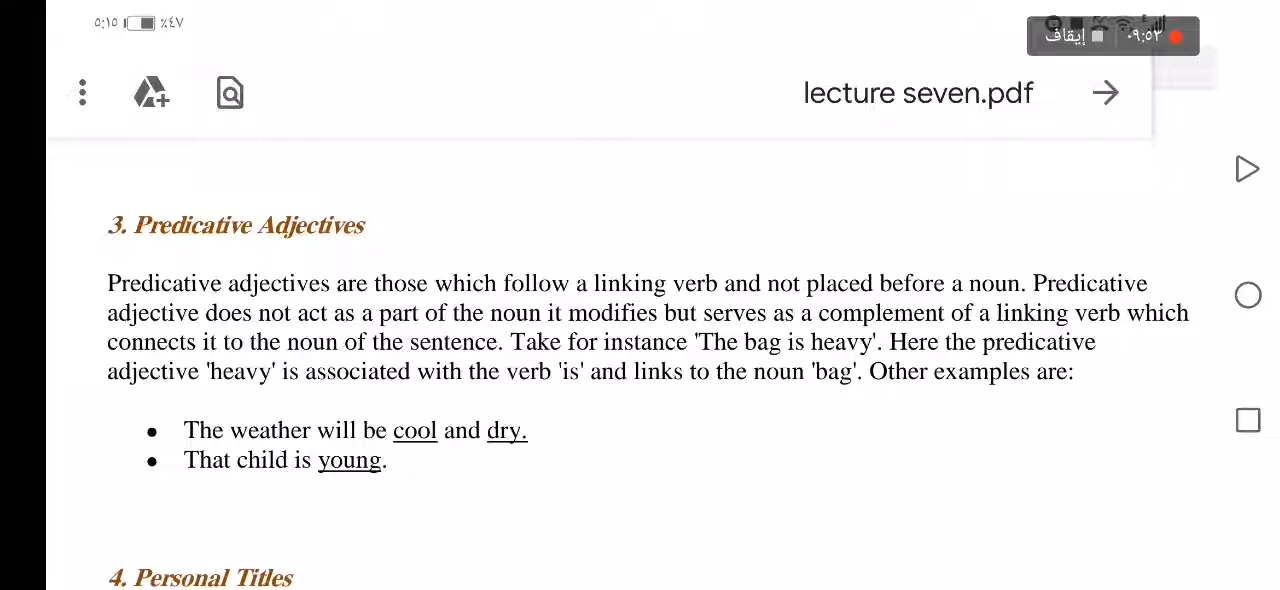 ٥:١٥ ٪٤٧
إيقاف ٠٩:٥٣
lecture seven.pdf
3. Predicative Adjectives
Predicative adjectives are those which follow a linking verb and not placed before a noun. Predicative
adjective does not act as a part of the noun it modifies but serves as a complement of a linking verb which
connects it to the noun of the sentence. Take for instance 'The bag is heavy'. Here the predicative
adjective 'heavy' is associated with the verb 'is' and links to the noun 'bag'. Other examples are:
• The weather will be cool and dry.
• That child is young.
4. Personal Titles